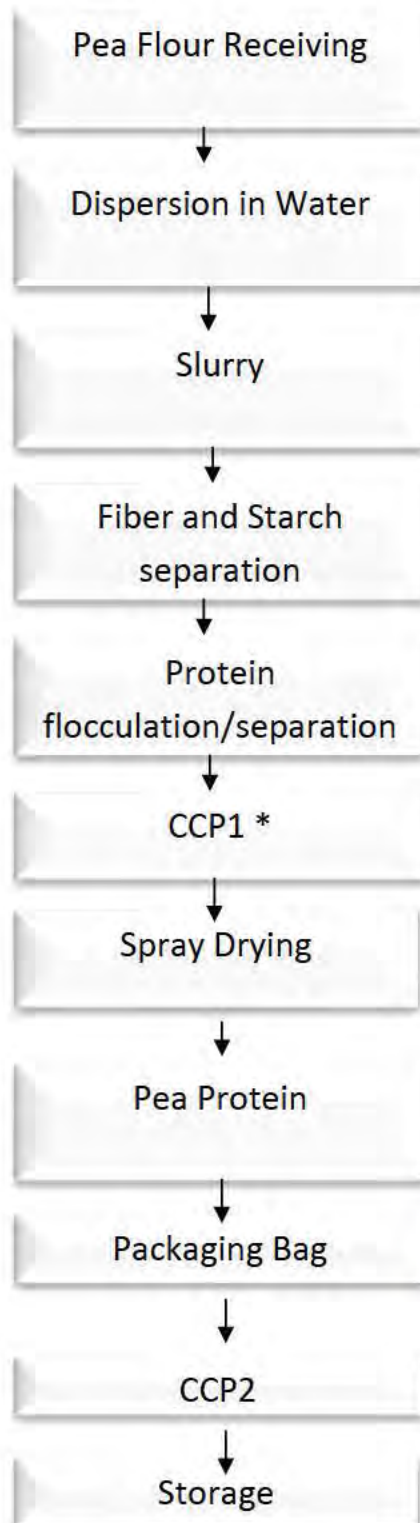 Pea Flour Receiving
Dispersion in Water
Slurry
Fiber and Starch
separation
Protein
flocculation/separation
CCP1 *
Spray Drying
Pea Protein
Packaging Bag
CCP2
Storage